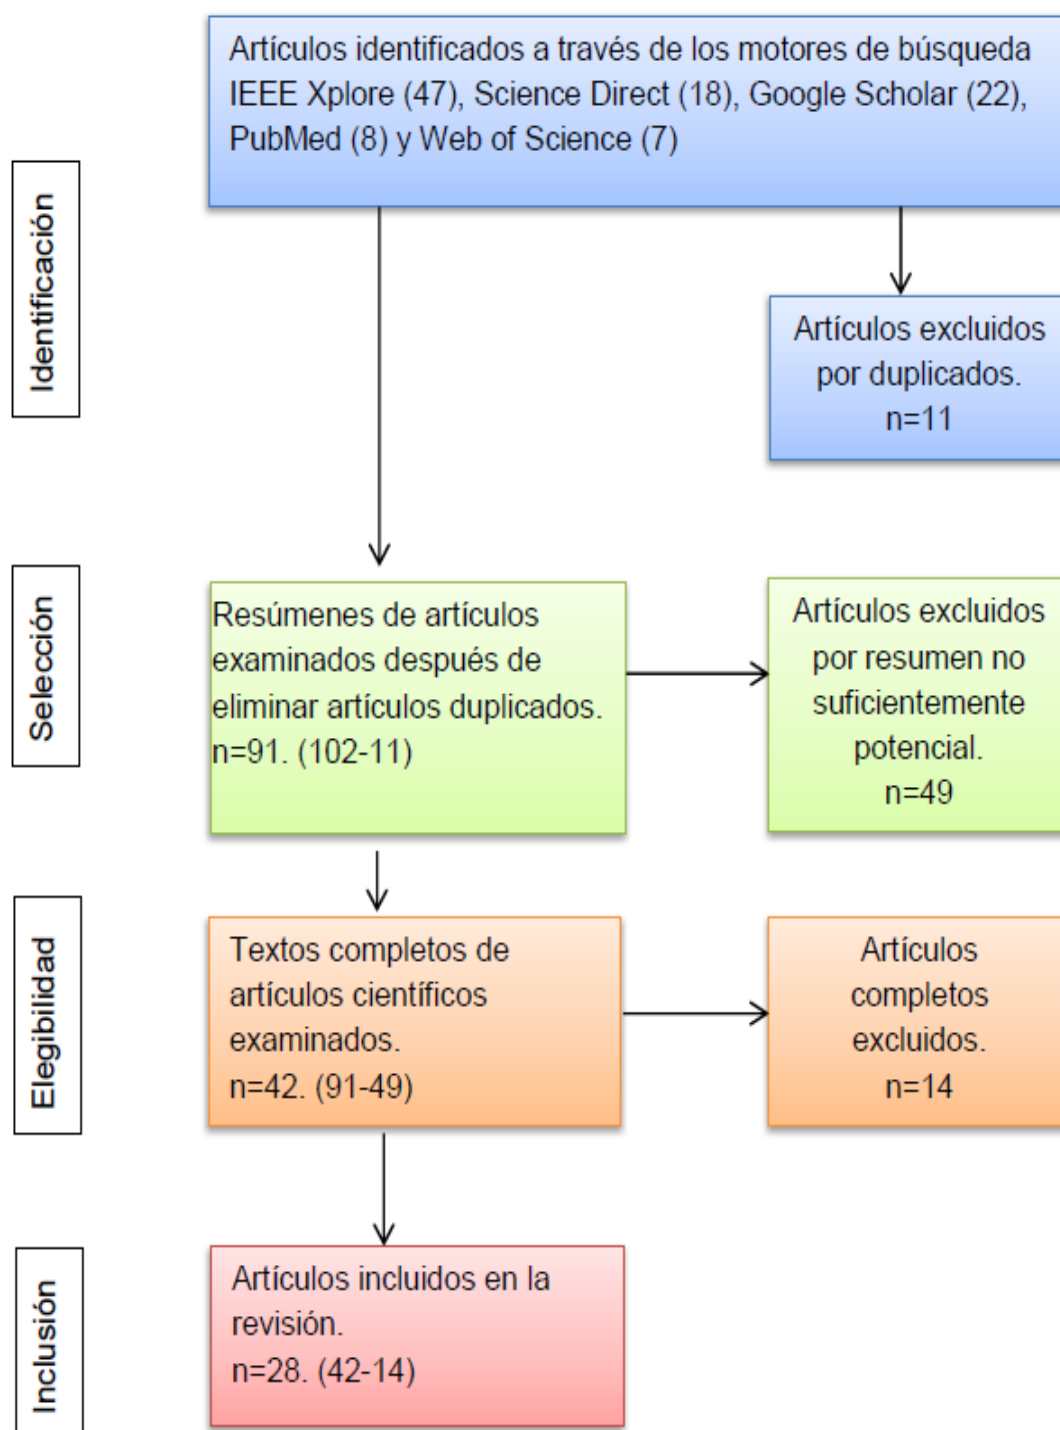 Identificación
Artículos identificados a través de los motores de búsqueda
IEEE Xplore (47), Science Direct (18), Google Scholar (22),
PubMed (8) y Web of Science (7)
Artículos excluidos
por duplicados.
n=11
Selección
Resúmenes de artículos
examinados después de
eliminar artículos duplicados.
n=91. (102-11)
Artículos excluidos
por resumen no
suficientemente
potencial.
n=49
Elegibilidad
Textos completos de
artículos científicos
examinados.
n=42. (91-49)
Artículos
completos
excluidos.
n=14
Inclusión
Artículos incluidos en la
revisión.
n=28. (42-14)